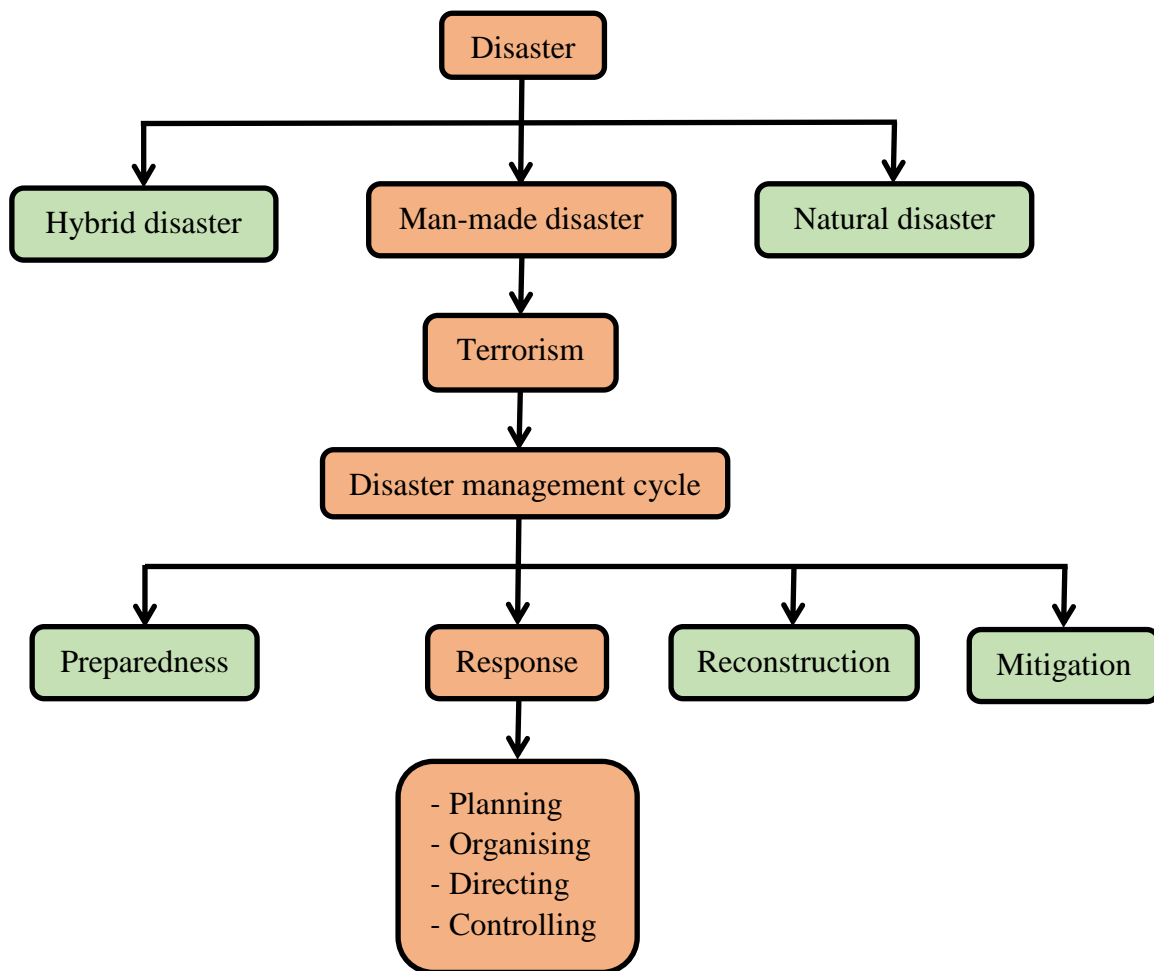 Disaster
Hybrid disaster
Man-made disaster
Natural disaster
Terrorism
Disaster management cycle
Preparedness
Response
Reconstruction
Mitigation
- Planning
- Organising
- Directing
- Controlling